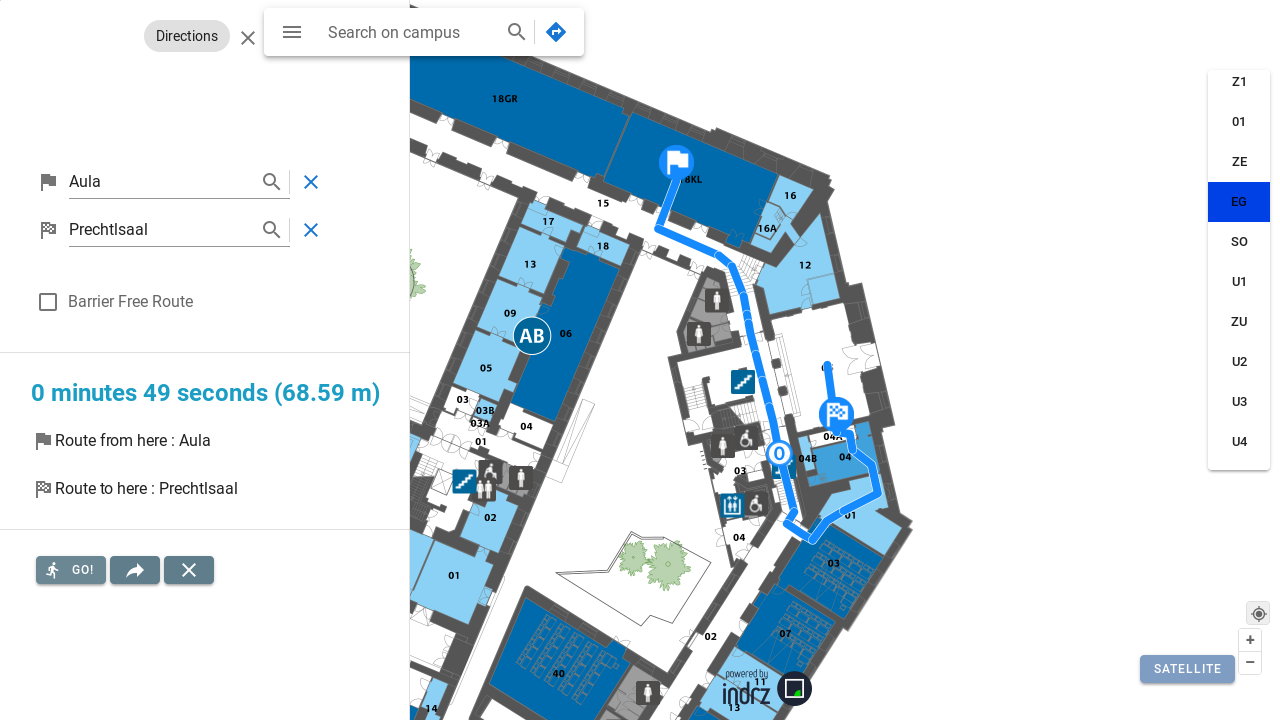 Directions
Search on campus
Aula
Prechtlsaal
Barrier Free Route
0 minutes 49 seconds (68.59 m)
Route from here : Aula
Route to here : Prechtlsaal
GO!
18GR
15
16
16A
17
18
12
13
09
AB
06
05
03
03B
03A
04
01
02
01
14
40
0
04A
04B
04
03
01
04
03
07
02
11
13
powered by
indrz
Z1
01
ZE
EG
SO
U1
ZU
U2
U3
U4
+
−
SATELLITE